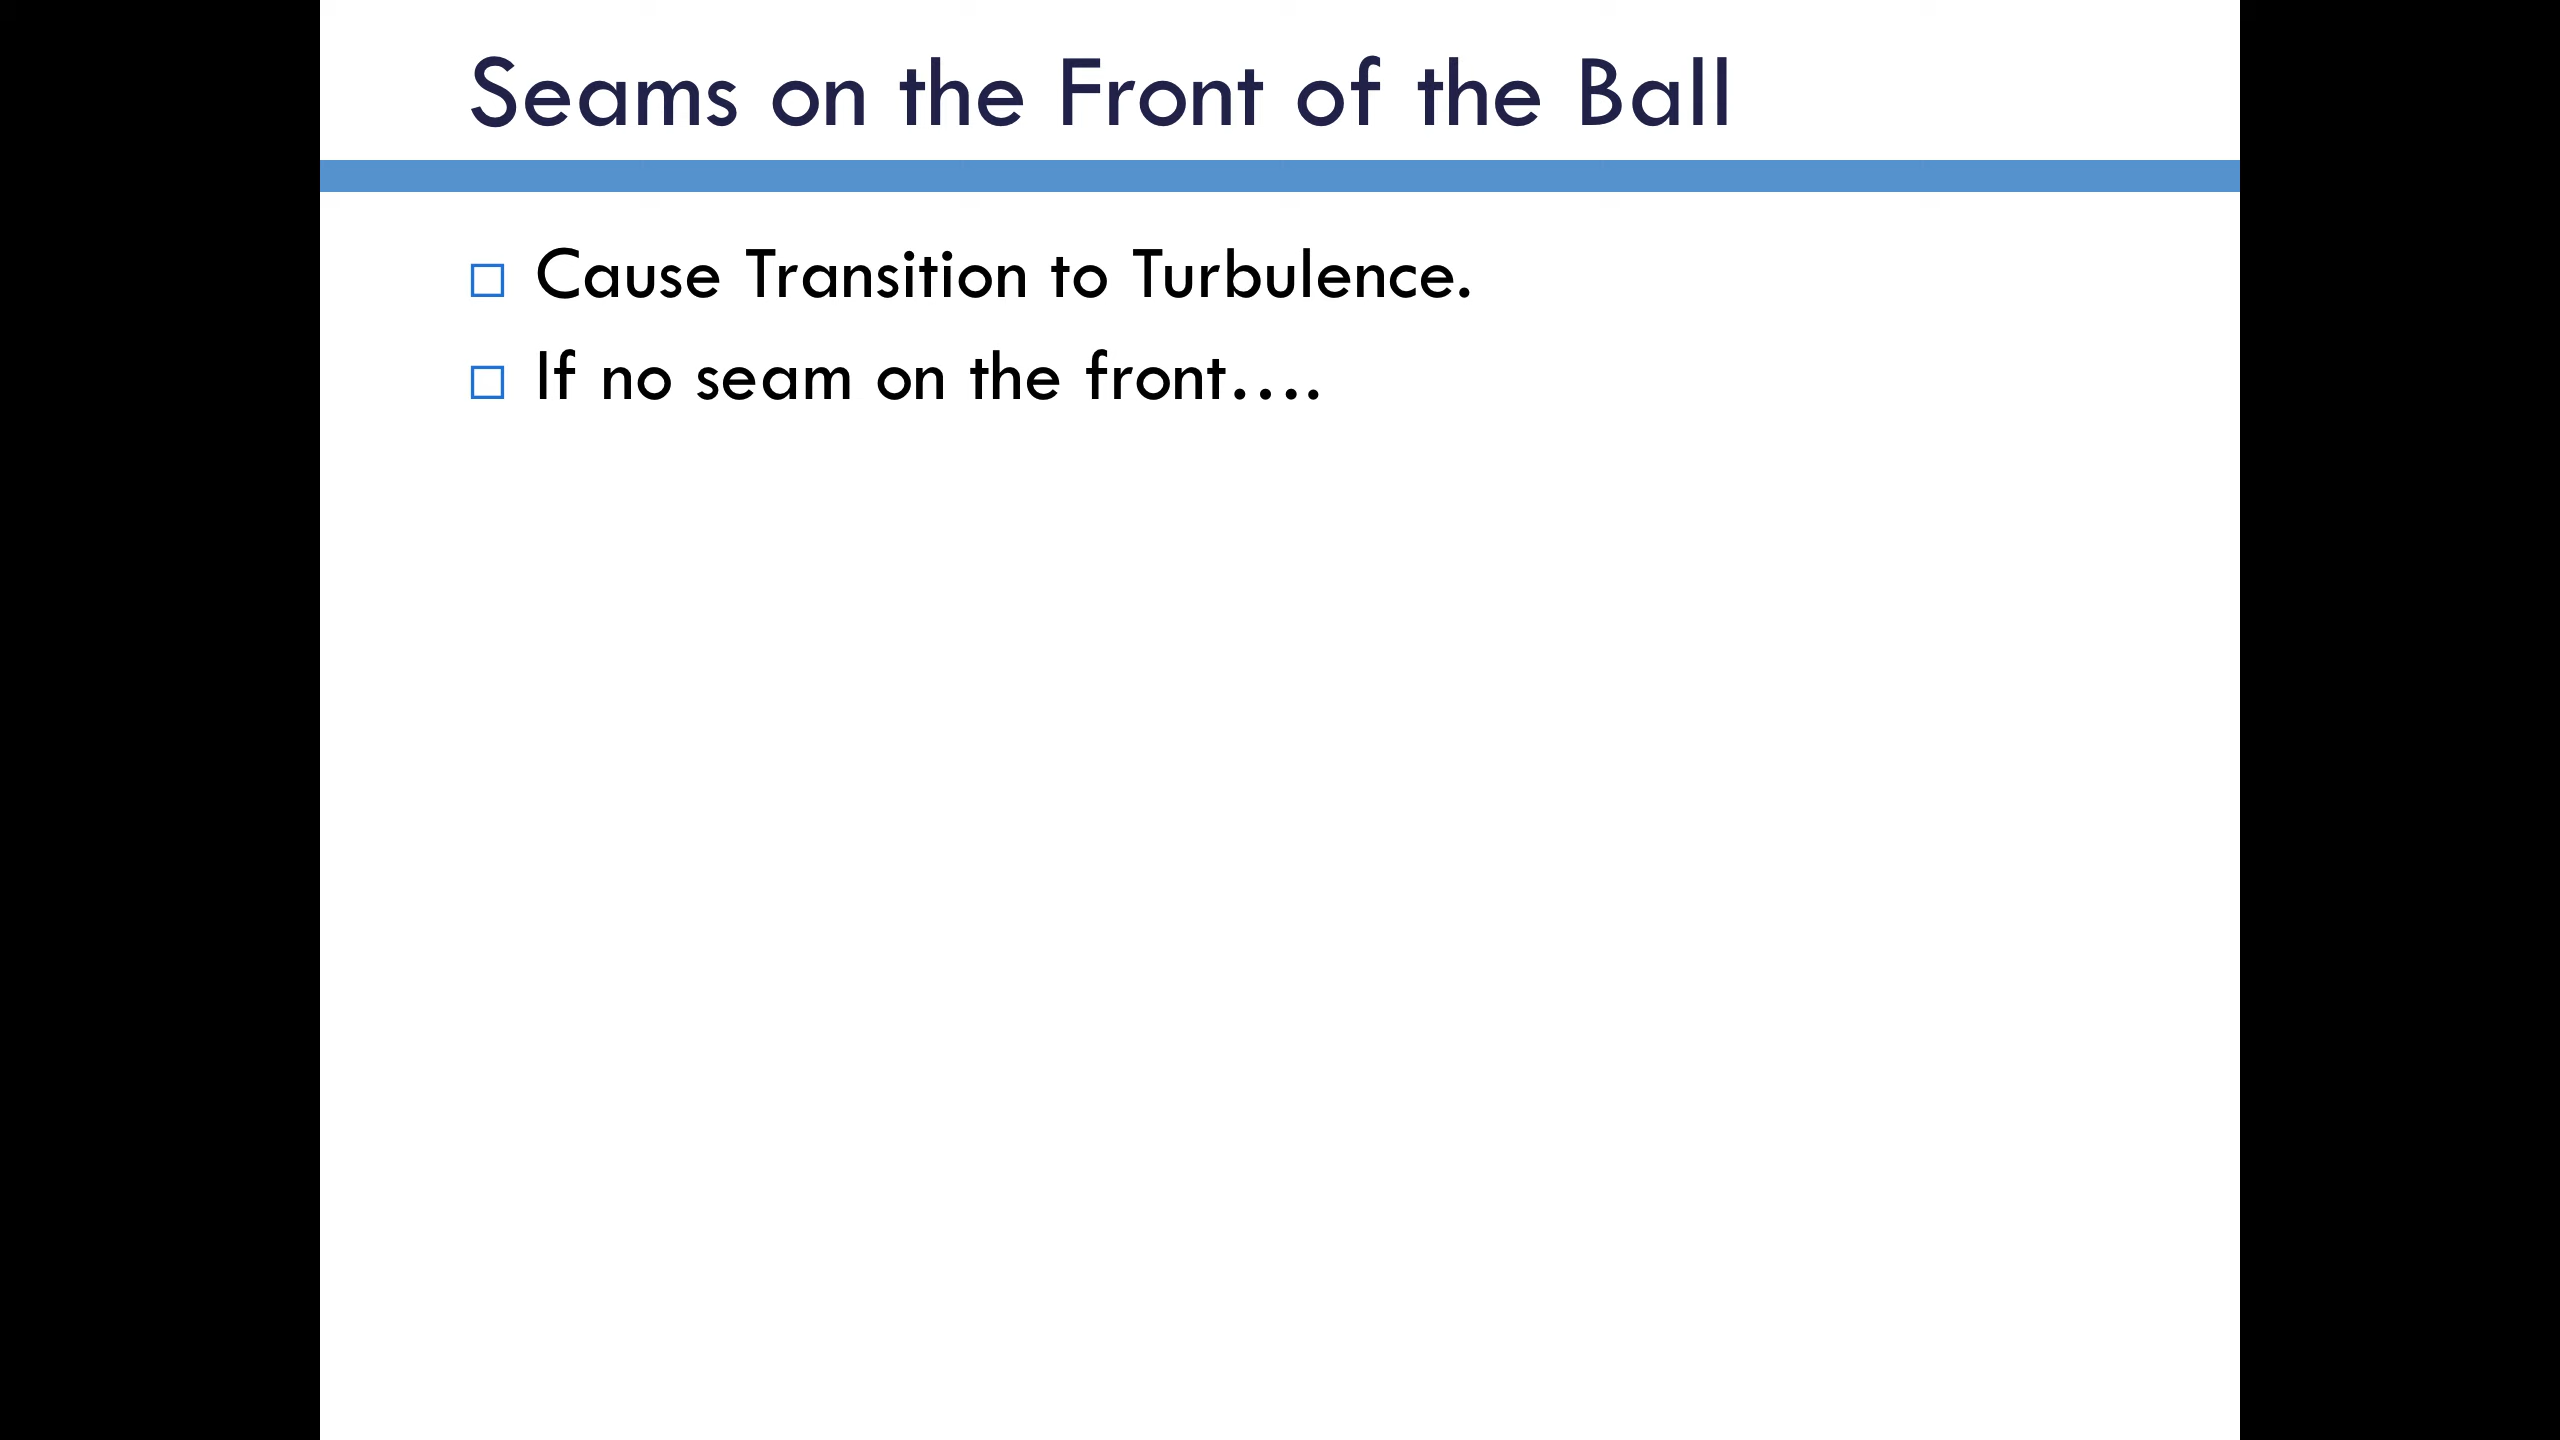 Seams on the Front of the Ball
Cause Transition to Turbulence.
If no seam on the front….